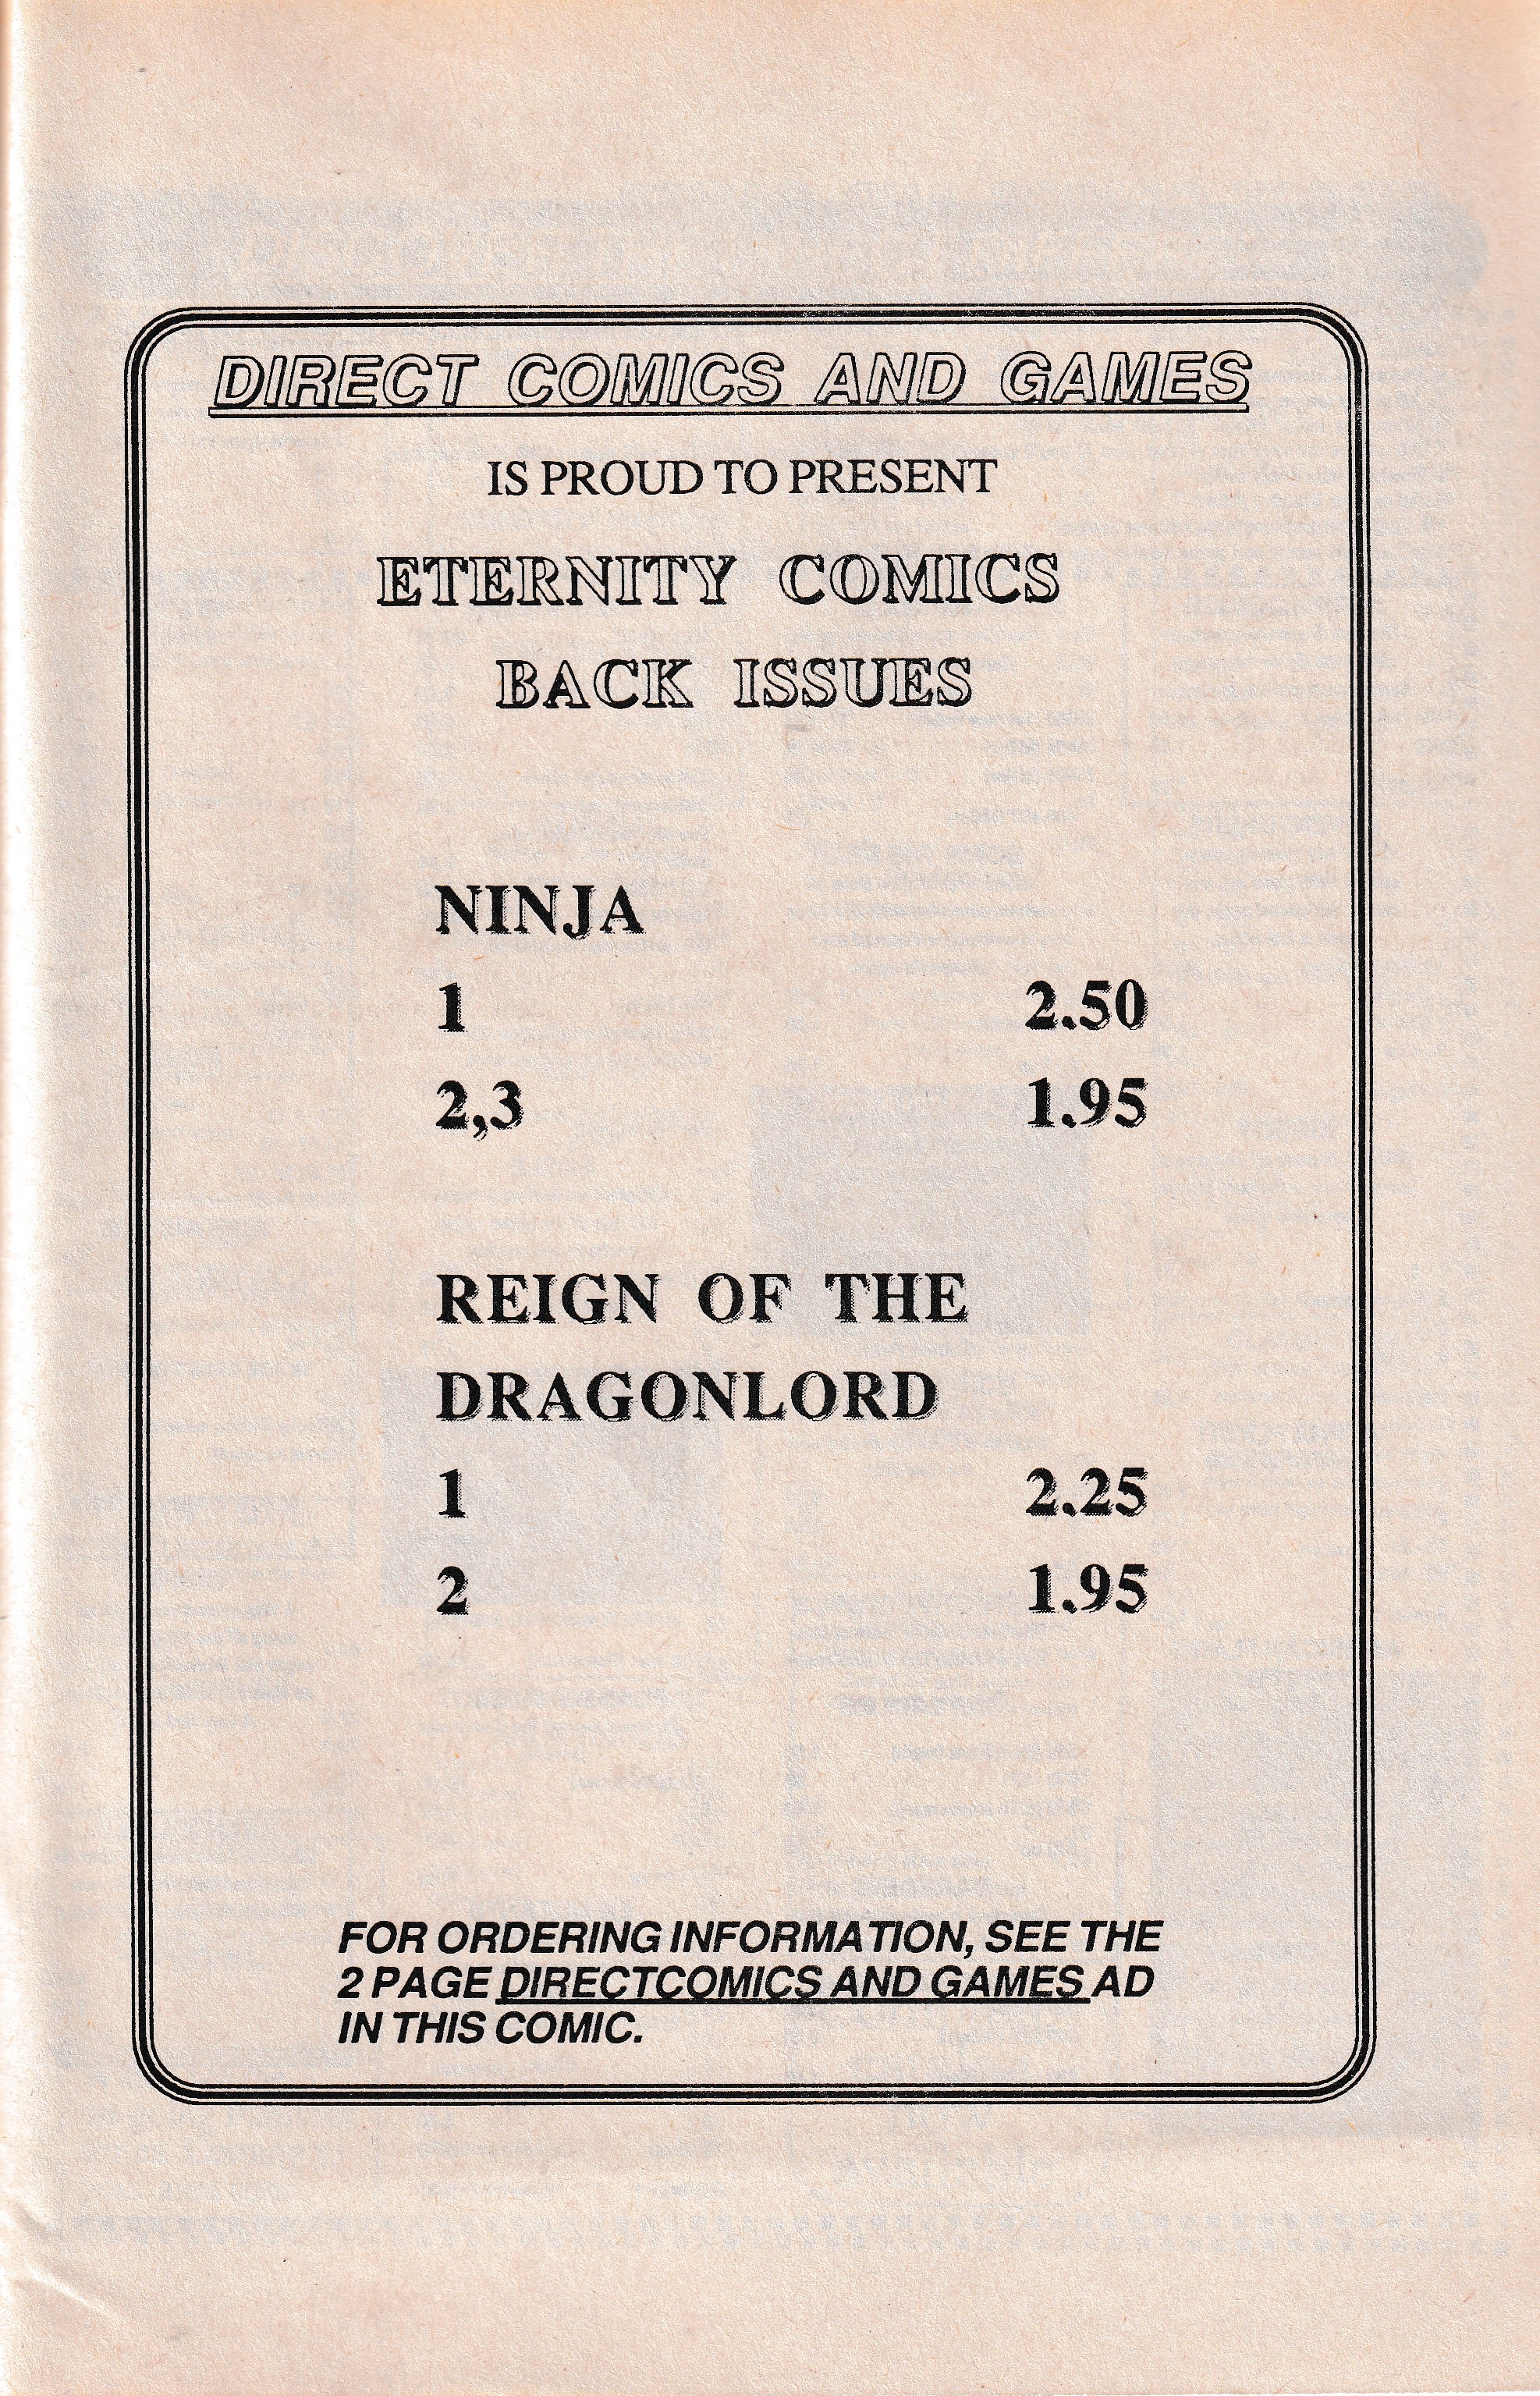 DIRECT COMICS AND GAMES
IS PROUD TO PRESENT
ETERNITY COMICS
BACK ISSUES
NINJA
1 2.50
2,3 1.95
REIGN OF THE
DRAGONLORD
1 2.25
2 1.95
FOR ORDERING INFORMATION, SEE THE
2 PAGE DIRECTCOMICS AND GAMES AD
IN THIS COMIC.